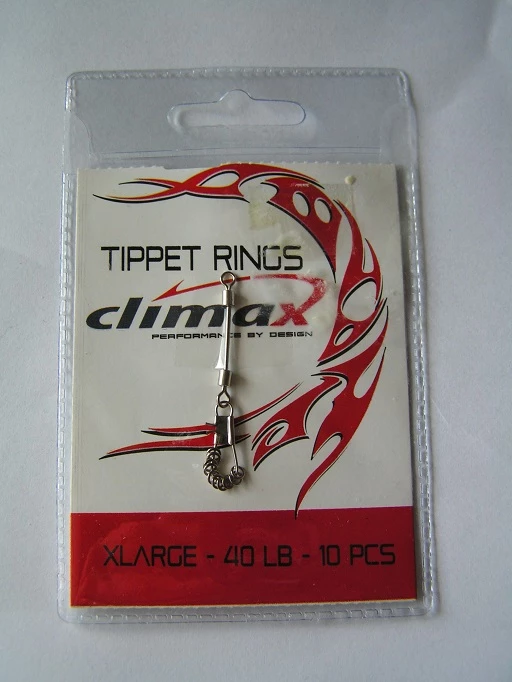 TIPPET RINGS
climax
PERFORMANCE BY DESIGN
XLARGE - 40 LB - 10 PCS